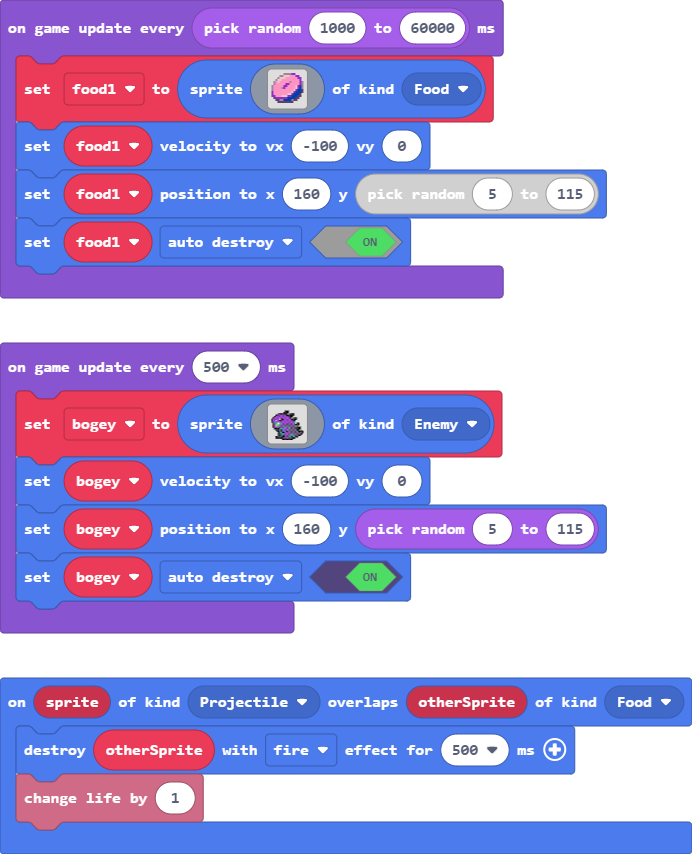 on game update every pick random 1000 to 60000 ms
set food1 to sprite of kind Food
set food1 velocity to vx -100 vy 0
set food1 position to x 160 y pick random 5 to 115
set food1 auto destroy ON
on game update every 500 ms
set bogey to sprite of kind Enemy
set bogey velocity to vx -100 vy 0
set bogey position to x 160 y pick random 5 to 115
set bogey auto destroy ON
on sprite of kind Projectile overlaps otherSprite of kind Food
destroy otherSprite with fire effect for 500 ms
change life by 1